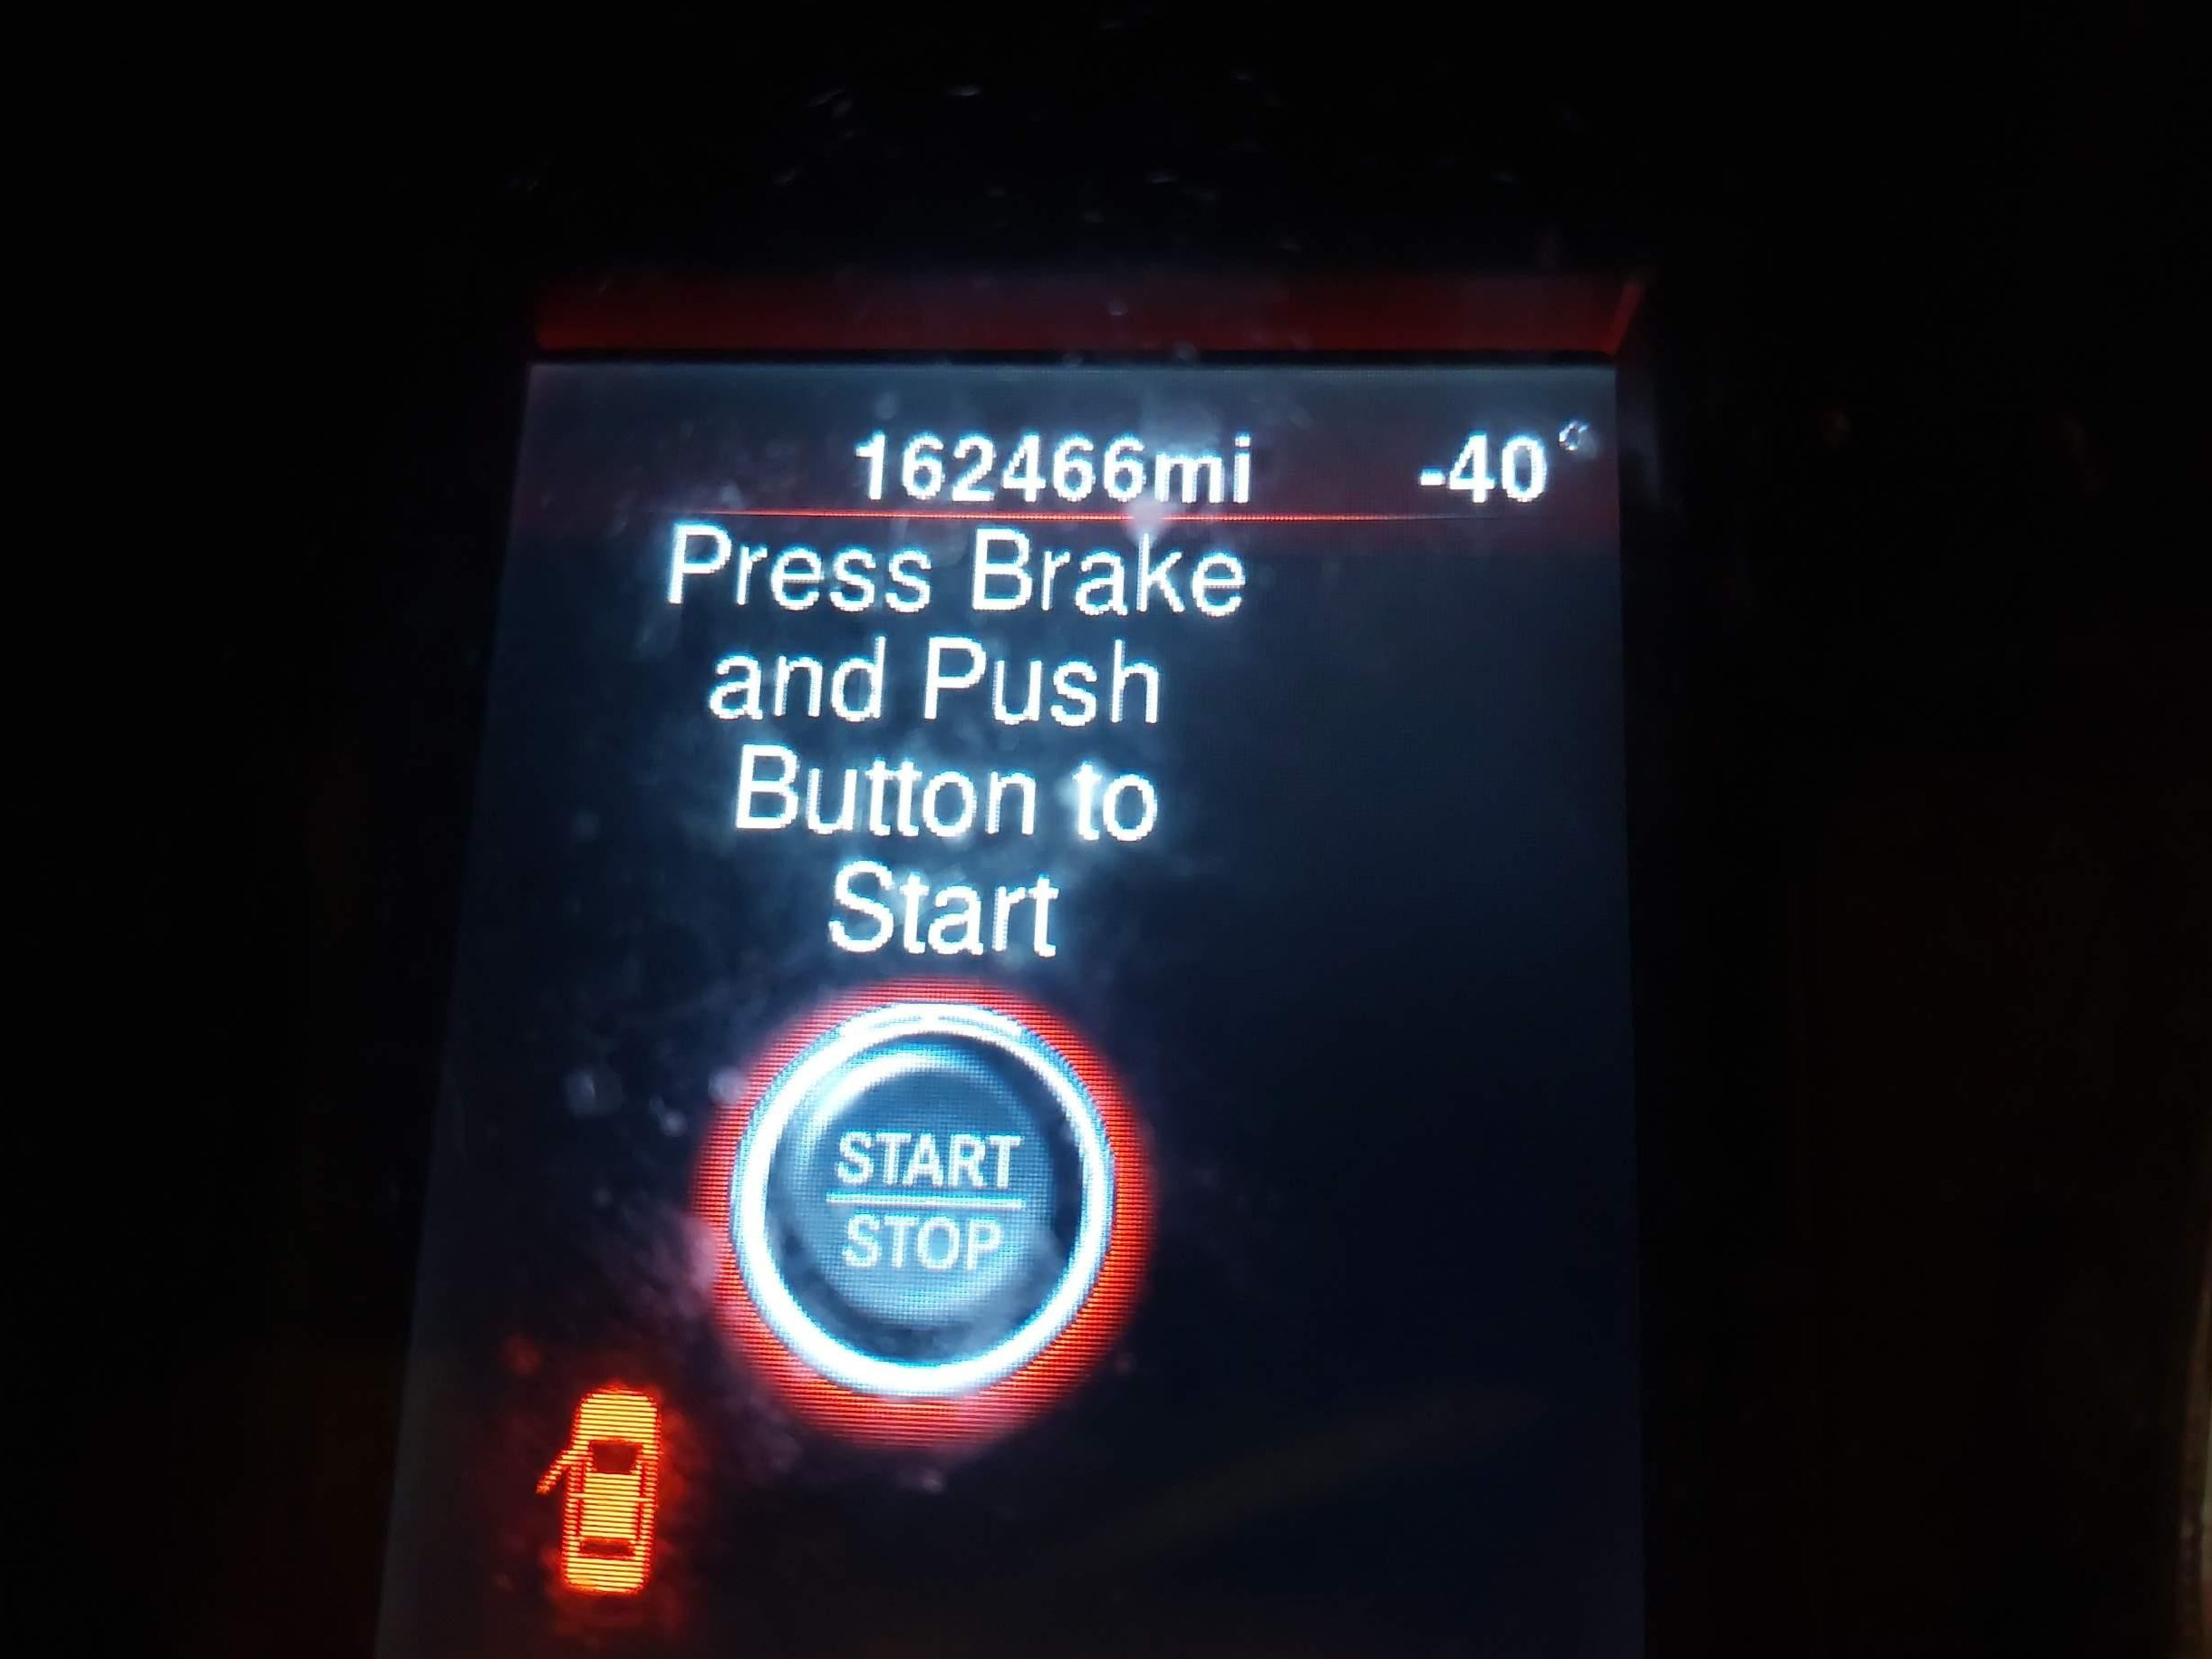 162466mi -40°
Press Brake
and Push
Button to
Start
START
STOP